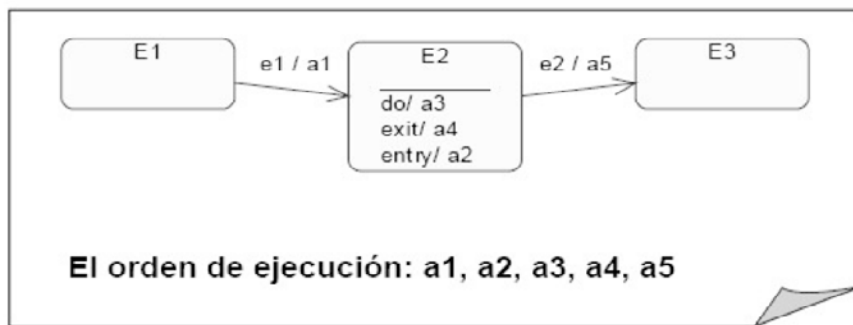 E1
e1 / a1
E2
do/ a3
exit/ a4
entry/ a2
e2 / a5
E3
El orden de ejecución: a1, a2, a3, a4, a5